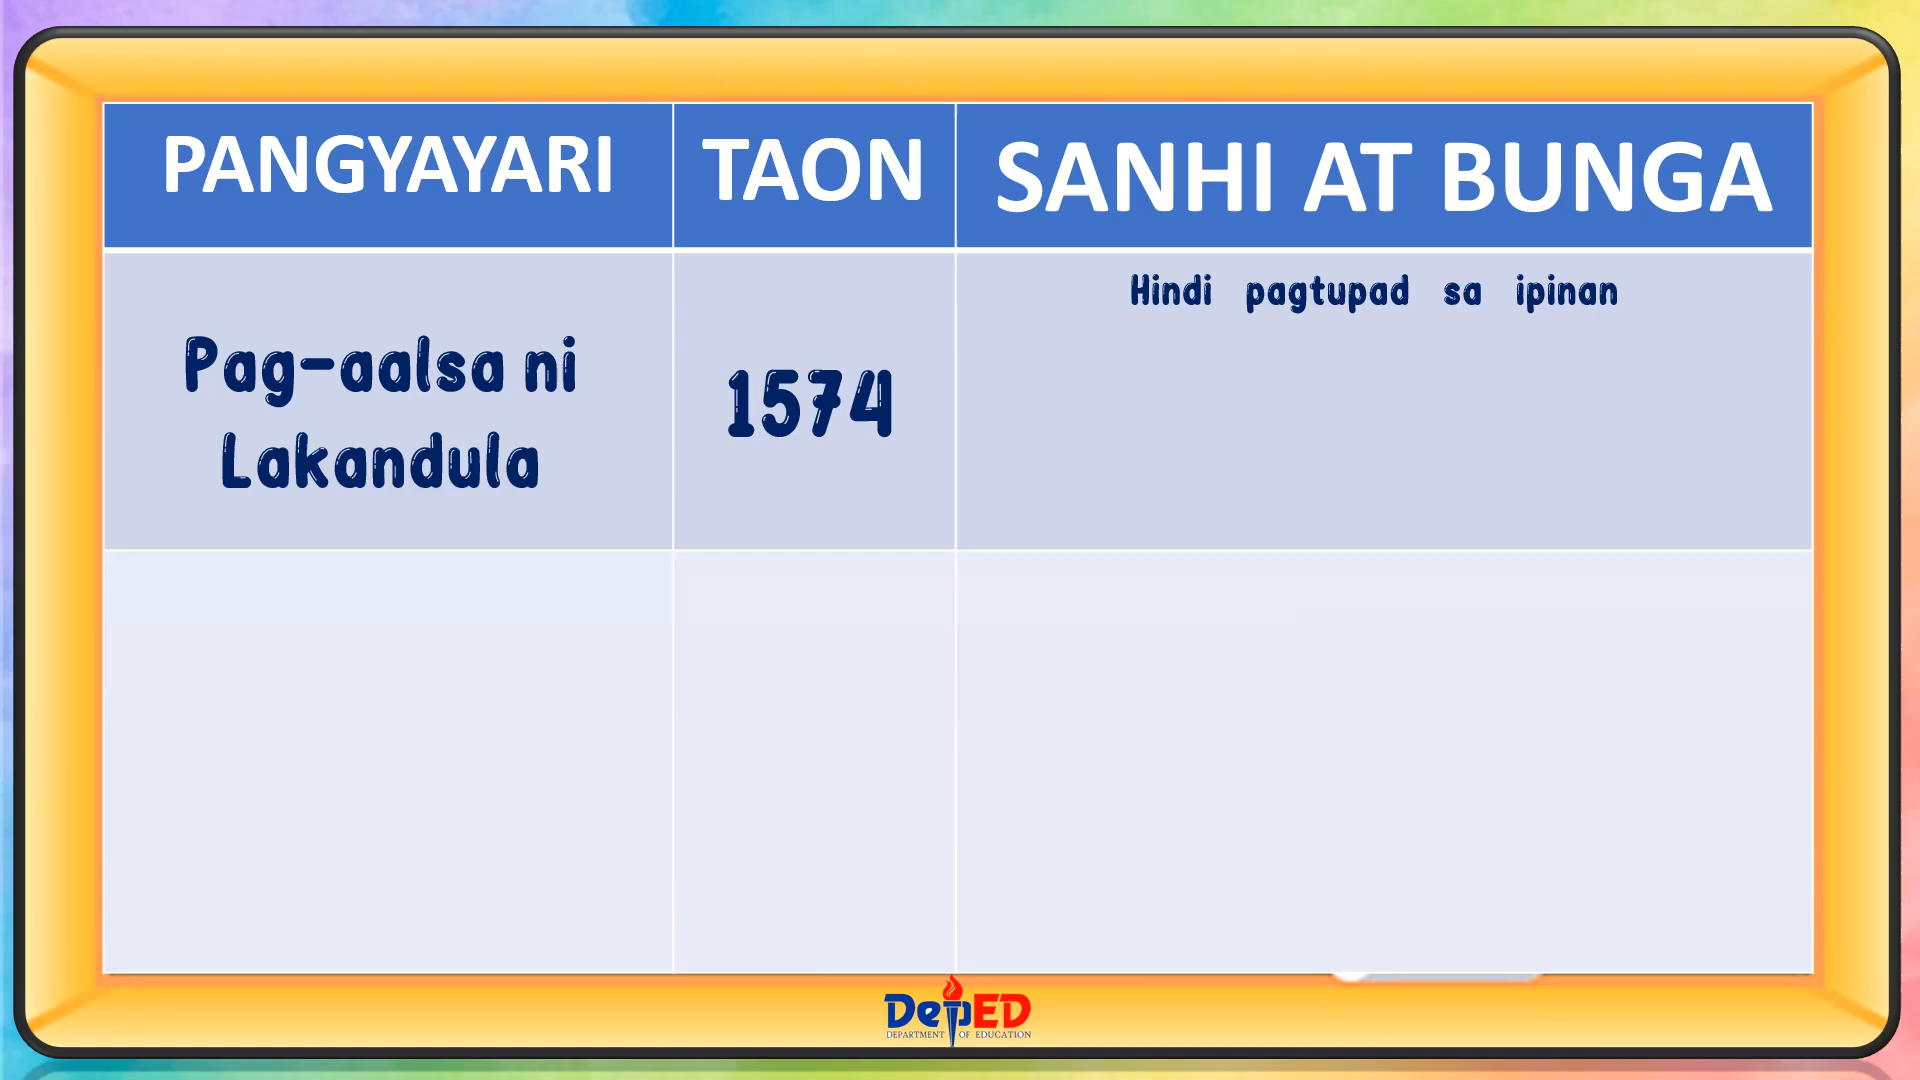 PANGYAYARI
TAON
SANHI AT BUNGA
Pag-aalsa ni
Lakandula
1574
Hindi pagtupad sa ipinan
DepED
DEPARTMENT OF EDUCATION